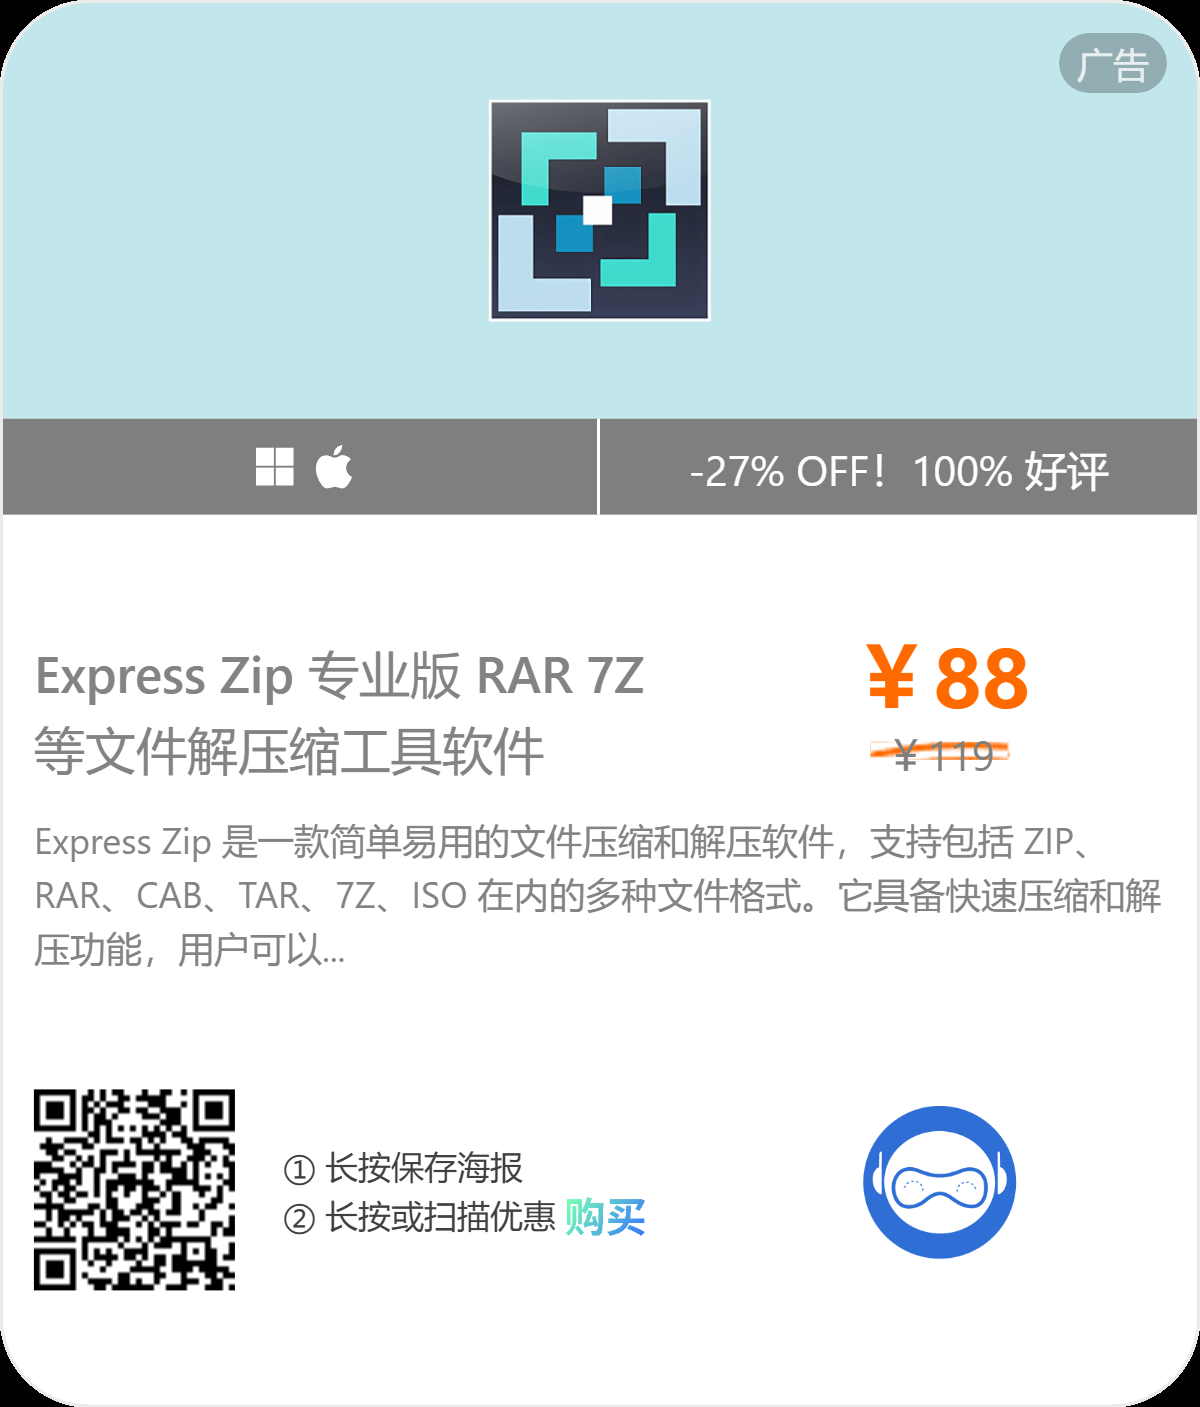 广告
-27% OFF！100% 好评
Express Zip 专业版 RAR 7Z
等文件解压缩工具软件
￥88
￥119
Express Zip 是一款简单易用的文件压缩和解压软件，支持包括 ZIP、
RAR、CAB、TAR、7Z、ISO 在内的多种文件格式。它具备快速压缩和解
压功能，用户可以...
① 长按保存海报
② 长按或扫描优惠 购买